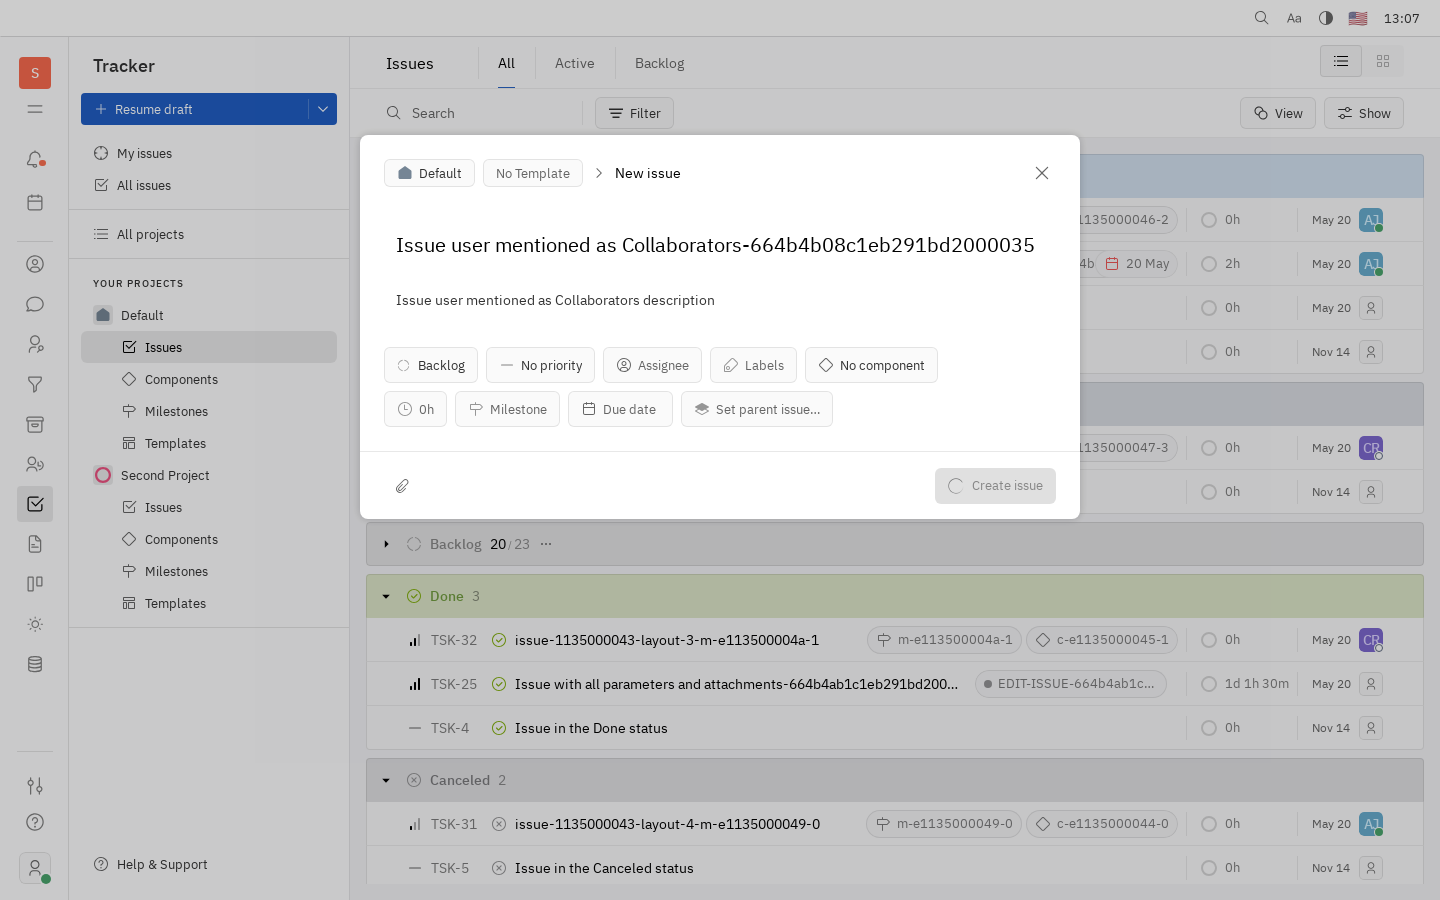 Aa
13:07
S
Tracker
Resume draft
My issues
All issues
All projects
YOUR PROJECTS
Default
Issues
Components
Milestones
Templates
Second Project
Issues
Components
Milestones
Templates
Help & Support
Issues
All
Active
Backlog
Search
Filter
View
Show
Default
No Template
New issue
Issue user mentioned as Collaborators-664b4b08c1eb291bd2000035
Issue user mentioned as Collaborators description
Backlog
No priority
Assignee
Labels
No component
0h
Milestone
Due date
Set parent issue...
Create issue
1135000046-2 0h May 20 AJ
4b 20 May 2h May 20 AJ
0h May 20
0h Nov 14
1135000047-3 0h May 20 CR
0h Nov 14
Backlog 20/23 ...
Done 3
TSK-32 issue-1135000043-layout-3-m-e113500004a-1 m-e113500004a-1 c-e1135000045-1 0h May 20 CR
TSK-25 Issue with all parameters and attachments-664b4ab1c1eb291bd200... EDIT-ISSUE-664b4ab1c... 1d 1h 30m May 20
TSK-4 Issue in the Done status 0h Nov 14
Canceled 2
TSK-31 issue-1135000043-layout-4-m-e1135000049-0 m-e1135000049-0 c-e1135000044-0 0h May 20 AJ
TSK-5 Issue in the Canceled status 0h Nov 14